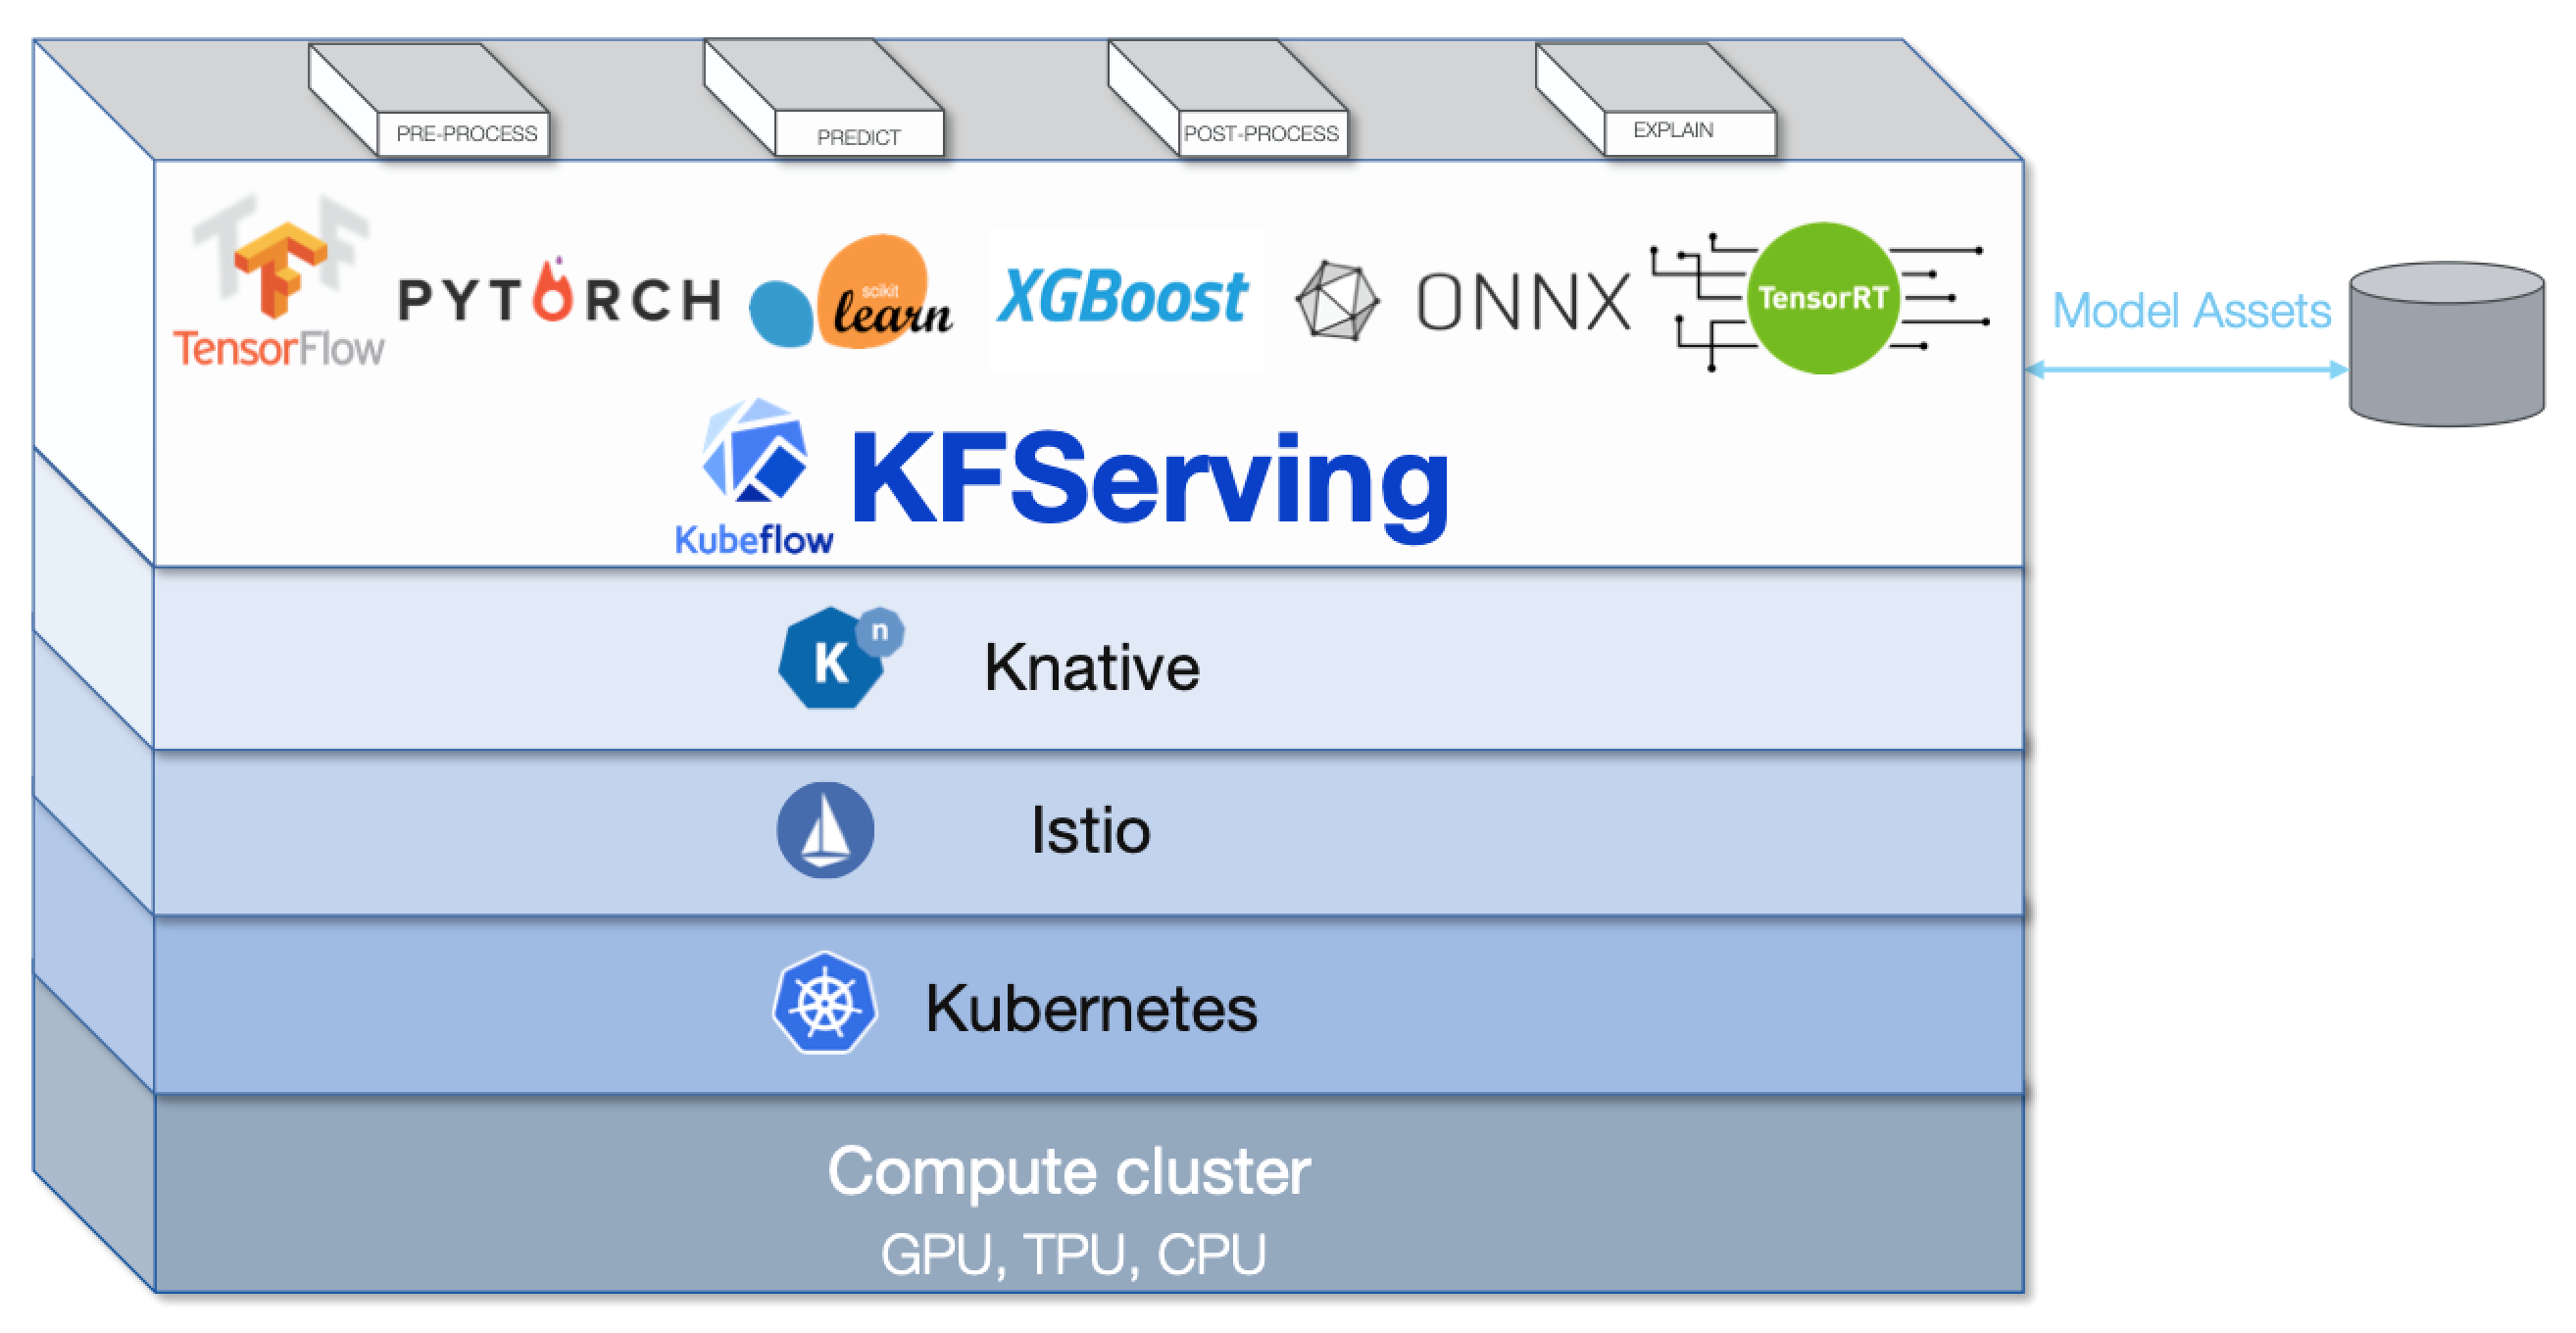 PRE-PROCESS
PREDICT
POST-PROCESS
EXPLAIN
TF
TensorFlow
PYTORCH
scikit
learn
XGBoost
ONNX
TensorRT
Model Assets
Kubeflow
KFServing
K n
Knative
Istio
Kubernetes
Compute cluster
GPU, TPU, CPU